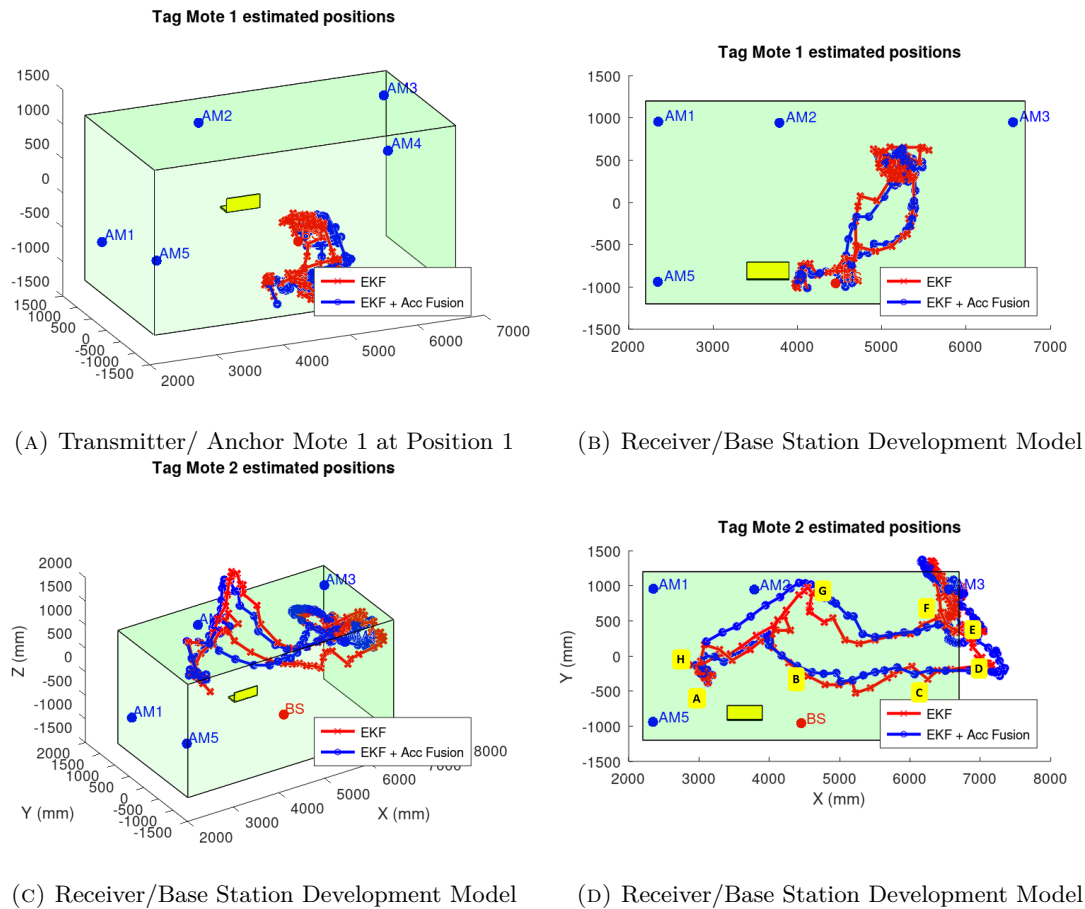 Tag Mote 1 estimated positions
1500
1000
500
0
-500
-1000
-1500
1500
1000
500
0
-500
-1000
-1500
2000
3000
4000
5000
6000
7000
AM1
AM2
AM3
AM4
AM5
EKF
EKF + Acc Fusion
(A) Transmitter/ Anchor Mote 1 at Position 1
Tag Mote 1 estimated positions
1500
1000
500
0
-500
-1000
-1500
2000 3000 4000 5000 6000 7000
AM1
AM2
AM3
AM5
EKF
EKF + Acc Fusion
(B) Receiver/Base Station Development Model
Tag Mote 2 estimated positions
Z (mm)
2000
1500
1000
500
0
-500
-1000
-1500
2000
1500
1000
500
0
-500
-1000
-1500
Y (mm)
2000
3000
4000
5000
6000
8000
X (mm)
AM3
AM1
AM5
BS
EKF
EKF + Acc Fusion
(C) Receiver/Base Station Development Model
Tag Mote 2 estimated positions
Y (mm)
1500
1000
500
0
-500
-1000
-1500
2000 3000 4000 5000 6000 7000 8000
X (mm)
AM1
AM2
AM3
G
F
E
H
D
B
A
C
AM5
BS
EKF
EKF + Acc Fusion
(D) Receiver/Base Station Development Model